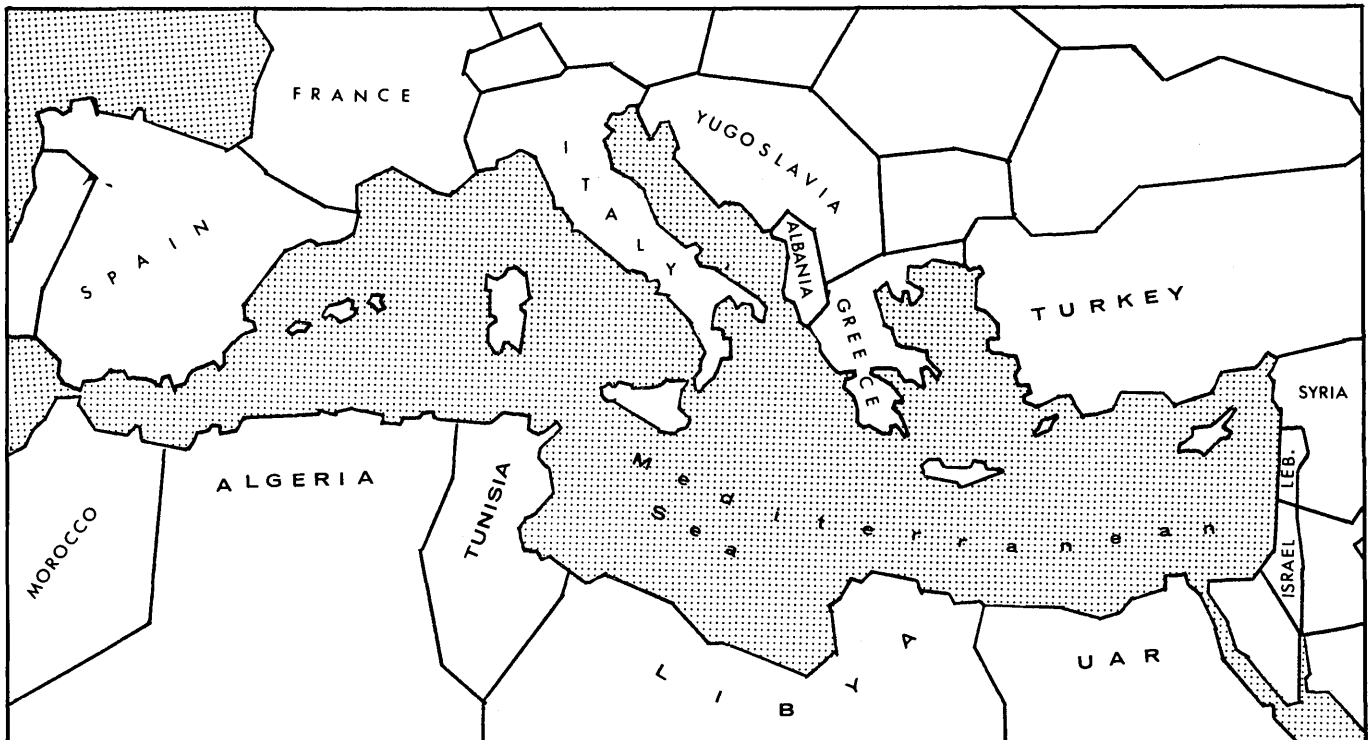 FRANCE
ITALY
YUGOSLAVIA
SPAIN
ALBANIA
GREECE
TURKEY
SYRIA
LEB.
ISRAEL
Mediterranean
Sea
MOROCCO
ALGERIA
TUNISIA
LIBYA
UAR